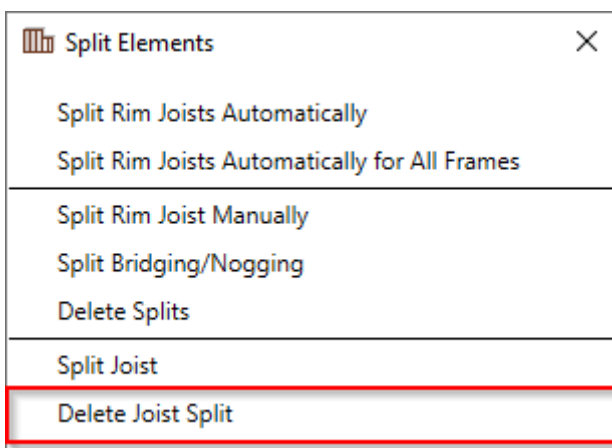 Split Elements
Split Rim Joists Automatically
Split Rim Joists Automatically for All Frames
Split Rim Joist Manually
Split Bridging/Nogging
Delete Splits
Split Joist
Delete Joist Split